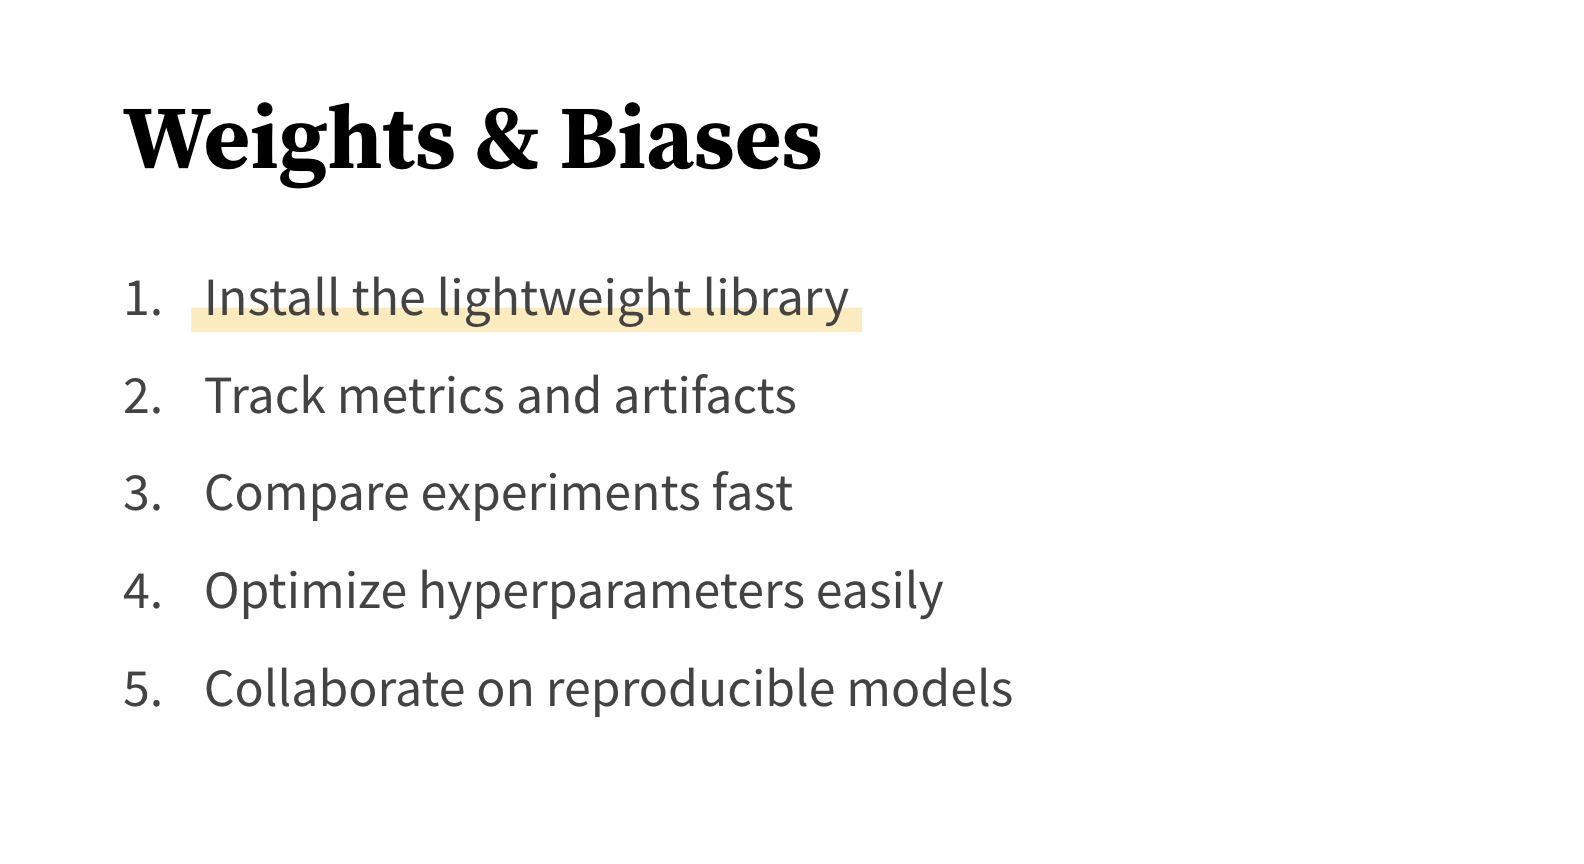 Weights & Biases
1. Install the lightweight library
2. Track metrics and artifacts
3. Compare experiments fast
4. Optimize hyperparameters easily
5. Collaborate on reproducible models